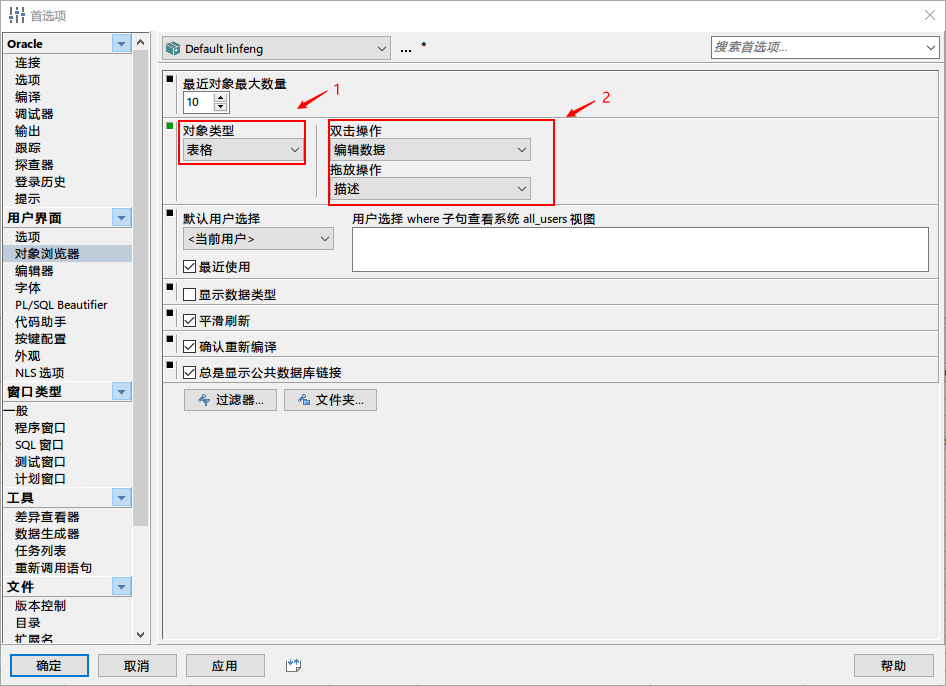 首选项
Oracle
连接
选项
编译
调试器
输出
跟踪
探查器
登录历史
提示
用户界面
选项
对象浏览器
编辑器
字体
PL/SQL Beautifier
代码助手
按键配置
外观
NLS 选项
窗口类型
一般
程序窗口
SQL 窗口
测试窗口
计划窗口
工具
差异查看器
数据生成器
任务列表
重新调用语句
文件
版本控制
目录
扩展名
Default linfeng
... *
搜索首选项...
最近对象最大数量
10
1
2
对象类型
表格
双击操作
编辑数据
拖放操作
描述
默认用户选择
<当前用户>
最近使用
用户选择 where 子句查看系统 all_users 视图
显示数据类型
平滑刷新
确认重新编译
总是显示公共数据库链接
过滤器...
文件夹...
确定
取消
应用
帮助